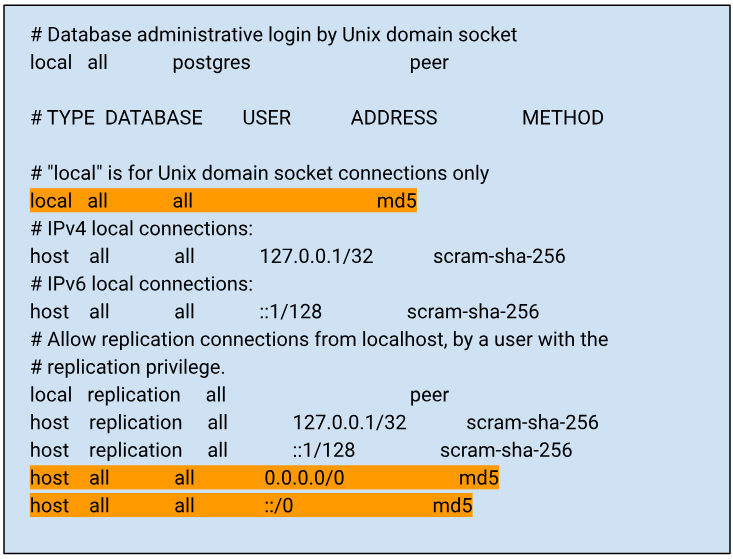 # Database administrative login by Unix domain socket
local all postgres peer
# TYPE DATABASE USER ADDRESS METHOD
# "local" is for Unix domain socket connections only
local all all md5
# IPv4 local connections:
host all all 127.0.0.1/32 scram-sha-256
# IPv6 local connections:
host all all ::1/128 scram-sha-256
# Allow replication connections from localhost, by a user with the
# replication privilege.
local replication all peer
host replication all 127.0.0.1/32 scram-sha-256
host replication all ::1/128 scram-sha-256
host all all 0.0.0.0/0 md5
host all all ::/0 md5